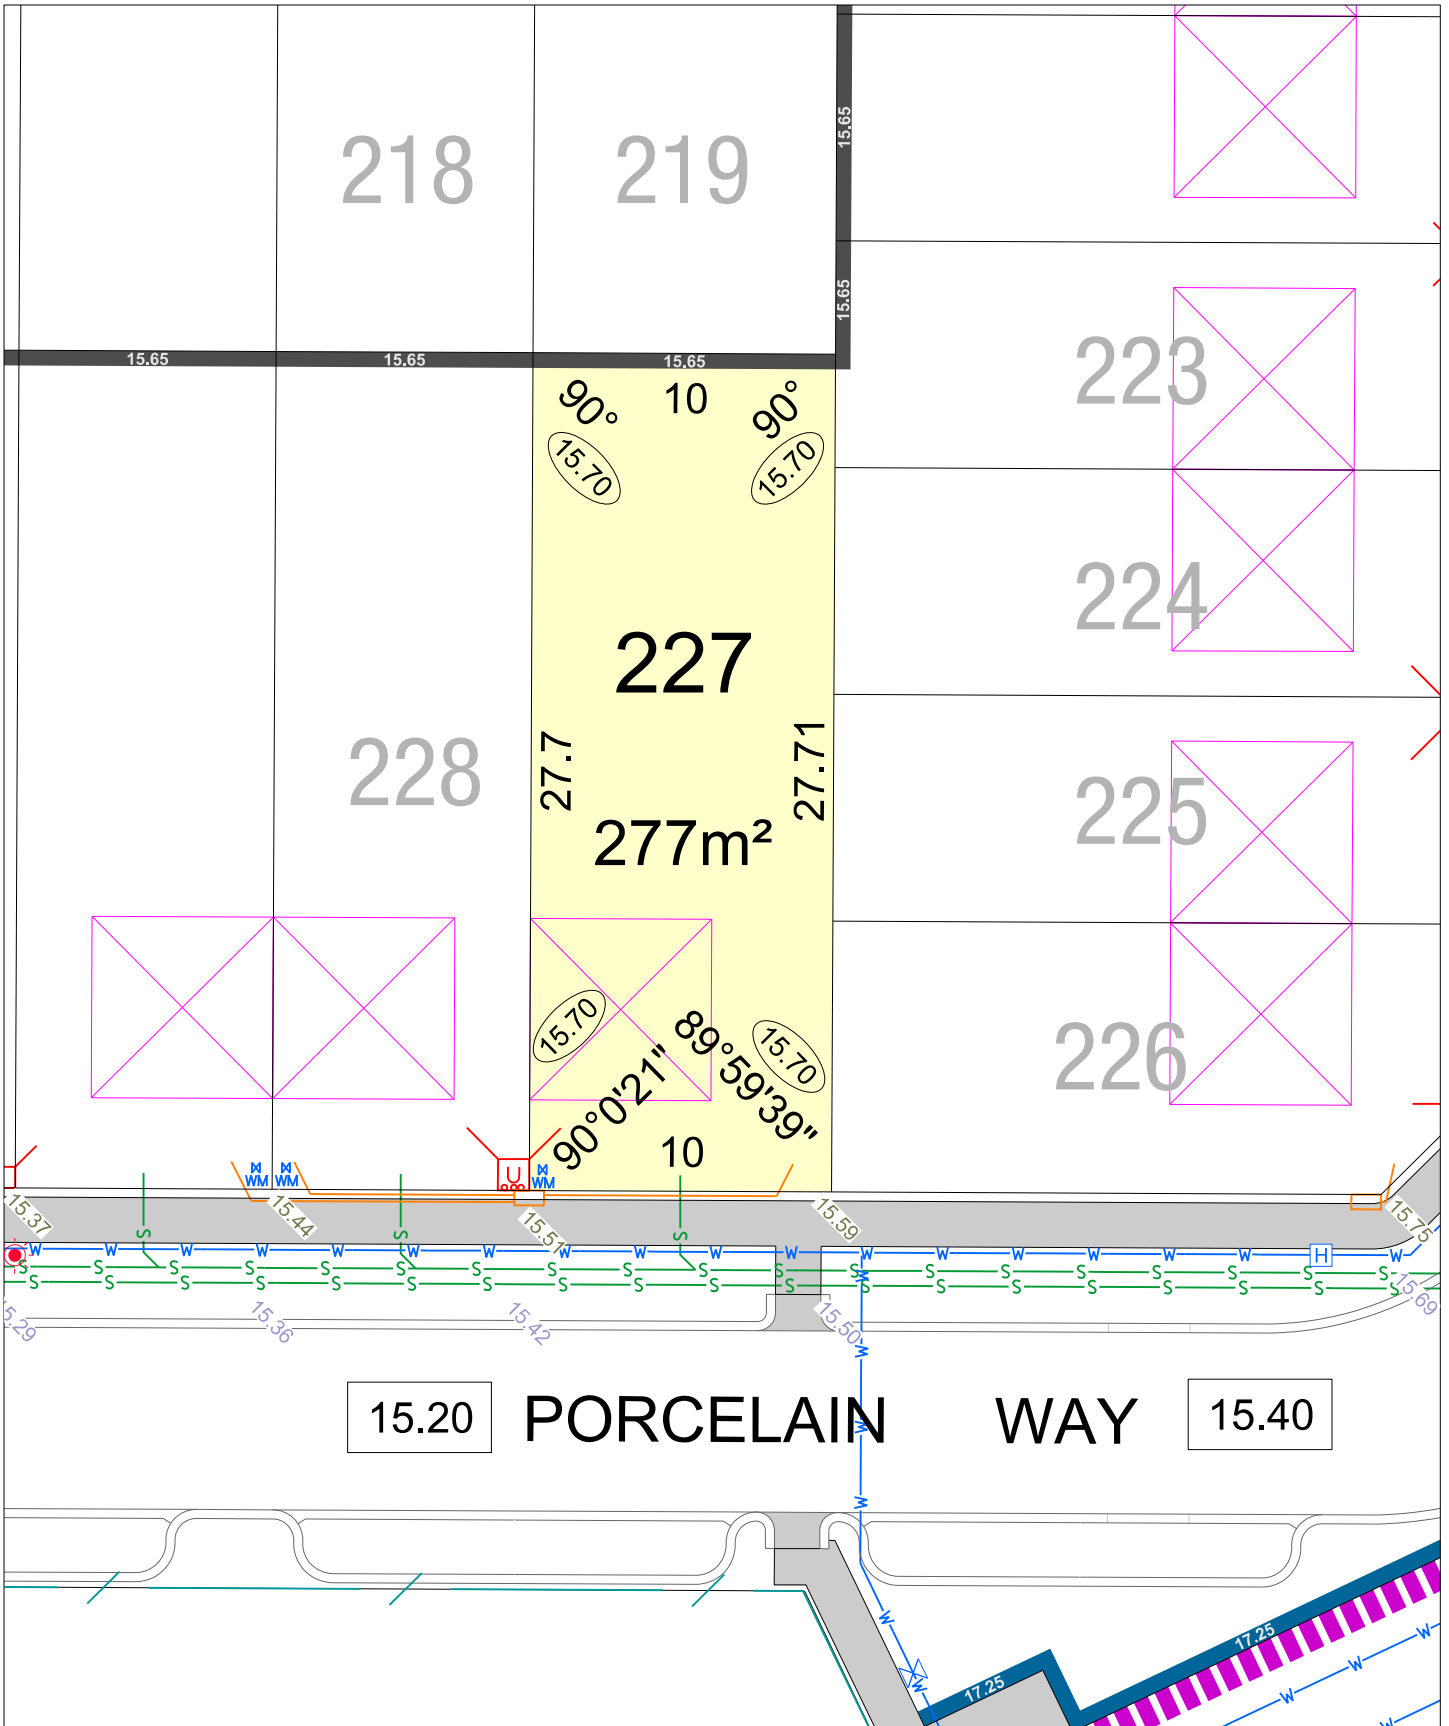 218
219
15.65
15.65
15.65
15.65
15.65
90°
10
90°
15.70
15.70
223
224
227
27.7
27.71
228
277m²
225
15.70
90°0'21"
89°59'39"
15.70
10
226
U
WM
WM
WM
15.37
15.44
15.51
15.59
15.75
S
S
S
W W W W W W W W W W W W W W W W W W H W
S S S S S S S S S S S S S S S S S S S
S S S S S S S S S S S S S S S S S S S
W
5.29
15.36
15.42
15.50
15.69
W
15.20
PORCELAIN WAY
15.40
W
W
W
W
17.25
17.25
W
W
W
W